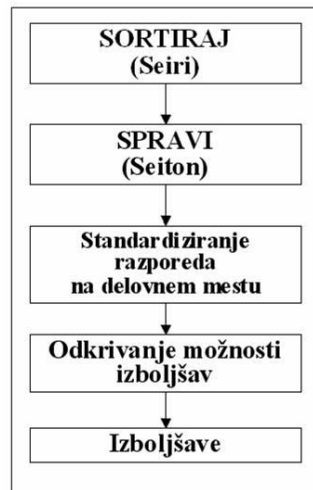 SORTIRAJ
(Seiri)
SPRAVI
(Seiton)
Standardiziranje
razporeda
na delovnem mestu
Odkrivanje možnosti
izboljšav
Izboljšave